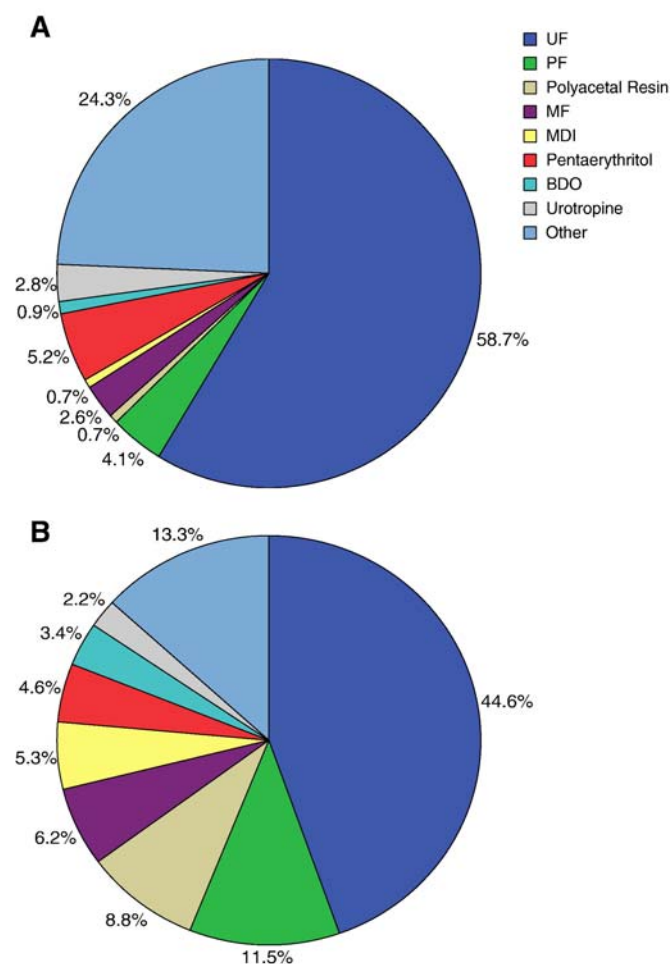 A
UF
PF
Polyacetal Resin
MF
MDI
Pentaerythritol
BDO
Urotropine
Other
24.3%
2.8%
0.9%
5.2%
0.7%
2.6%
0.7%
4.1%
58.7%
B
13.3%
2.2%
3.4%
4.6%
5.3%
6.2%
8.8%
11.5%
44.6%